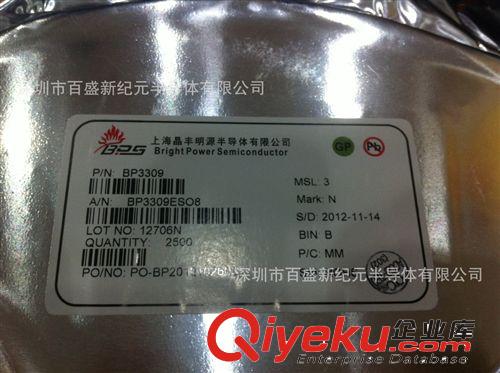 深圳市百盛新纪元半导体有限公司
BPS
上海晶丰明源半导体有限公司
Bright Power Semiconductor
GP
Pb
P/N: BP3309
MSL: 3
A/N: BP3309ESO8
Mark: N
LOT NO: 12706N
S/D: 2012-11-14
QUANTITY: 2500
BIN: B
P/C: MM
PO/NO: PO-BP20
深圳市百盛新纪元半导体有限公司
Qiyeku.com
企业库
Enterprise Database